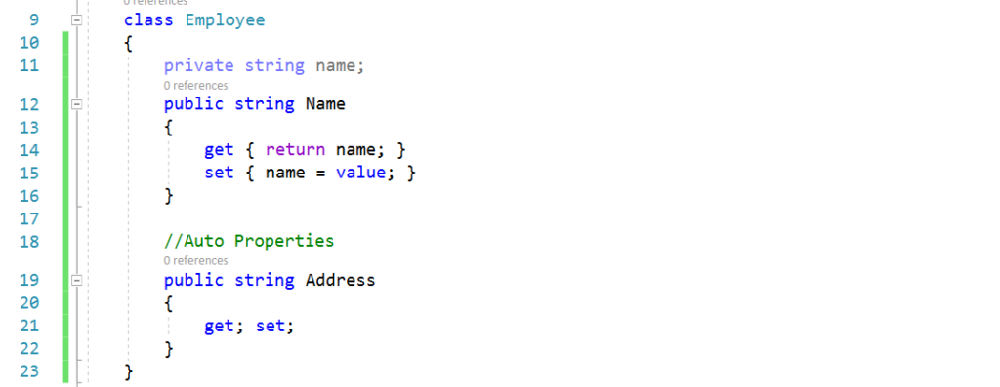 0 references
9 class Employee
10 {
11 private string name;
0 references
12 public string Name
13 {
14 get { return name; }
15 set { name = value; }
16 }
17
18 //Auto Properties
0 references
19 public string Address
20 {
21 get; set;
22 }
23 }